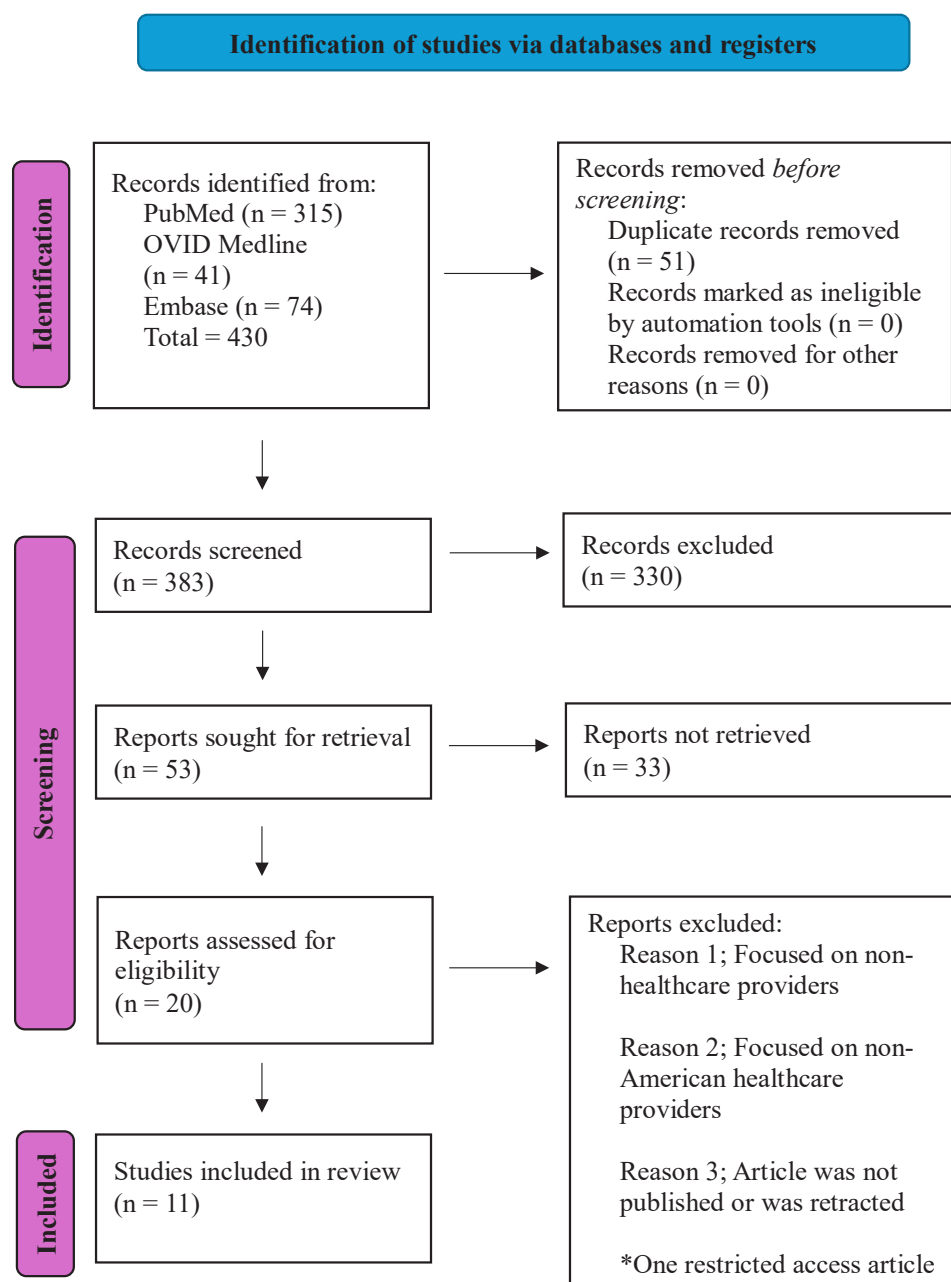 Identification of studies via databases and registers
Identification
Records identified from:
PubMed (n = 315)
OVID Medline
(n = 41)
Embase (n = 74)
Total = 430
Records removed before
screening:
Duplicate records removed
(n = 51)
Records marked as ineligible
by automation tools (n = 0)
Records removed for other
reasons (n = 0)
Screening
Records screened
(n = 383)
Records excluded
(n = 330)
Reports sought for retrieval
(n = 53)
Reports not retrieved
(n = 33)
Reports assessed for
eligibility
(n = 20)
Reports excluded:
Reason 1; Focused on non-
healthcare providers
Reason 2; Focused on non-
American healthcare
providers
Reason 3; Article was not
published or was retracted
*One restricted access article
Included
Studies included in review
(n = 11)